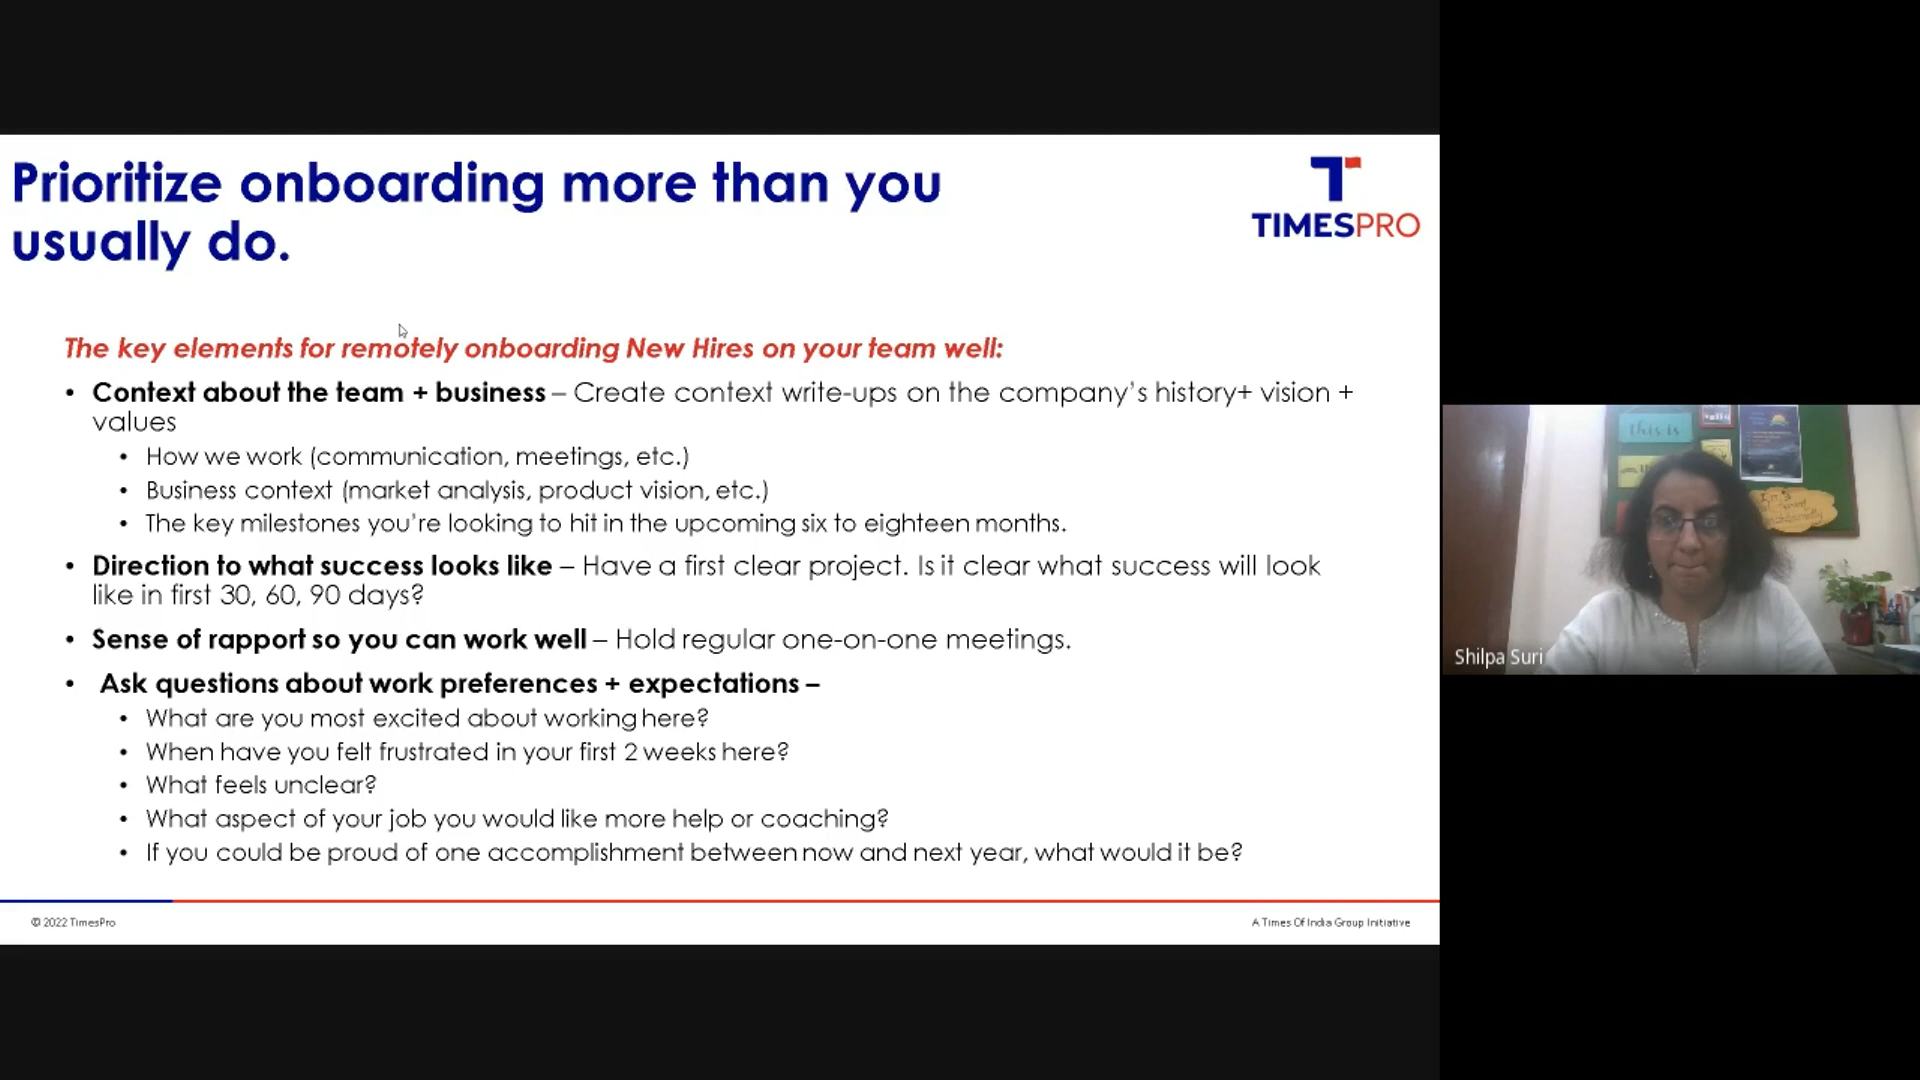 Prioritize onboarding more than you
usually do.
TIMESPRO
The key elements for remotely onboarding New Hires on your team well:
• Context about the team + business – Create context write-ups on the company's history+ vision +
values
• How we work (communication, meetings, etc.)
• Business context (market analysis, product vision, etc.)
• The key milestones you're looking to hit in the upcoming six to eighteen months.
• Direction to what success looks like – Have a first clear project. Is it clear what success will look
like in first 30, 60, 90 days?
• Sense of rapport so you can work well – Hold regular one-on-one meetings.
• Ask questions about work preferences + expectations –
• What are you most excited about working here?
• When have you felt frustrated in your first 2 weeks here?
• What feels unclear?
• What aspect of your job you would like more help or coaching?
• If you could be proud of one accomplishment between now and next year, what would it be?
© 2022 TimesPro
A Times Of India Group Initiative
this is
Shilpa Suri